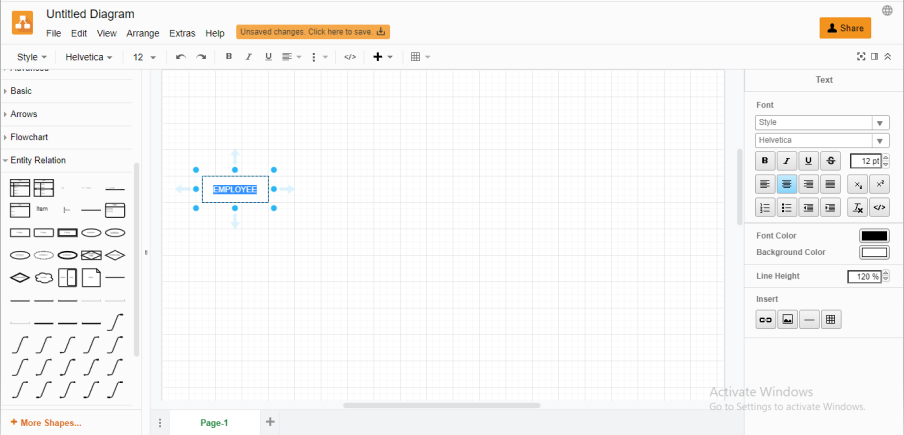 Untitled Diagram
File Edit View Arrange Extras Help Unsaved changes. Click here to save.
Share
Style Helvetica 12 B I U </>
Basic
Arrows
Flowchart
Entity Relation
Item
+ More Shapes...
EMPLOYEE
Page-1
Text
Font
Style
Helvetica
B I U S 12 pt
</>
Font Color
Background Color
Line Height 120 %
Insert
Activate Windows
Go to Settings to activate Windows.